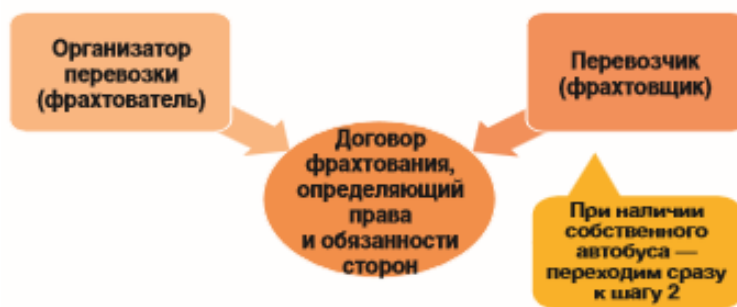 Организатор
перевозки
(фрахтователь)
Перевозчик
(фрахтовщик)
Договор
фрахтования,
определяющий
права
и обязанности
сторон
При наличии
собственного
автобуса —
переходим сразу
к шагу 2